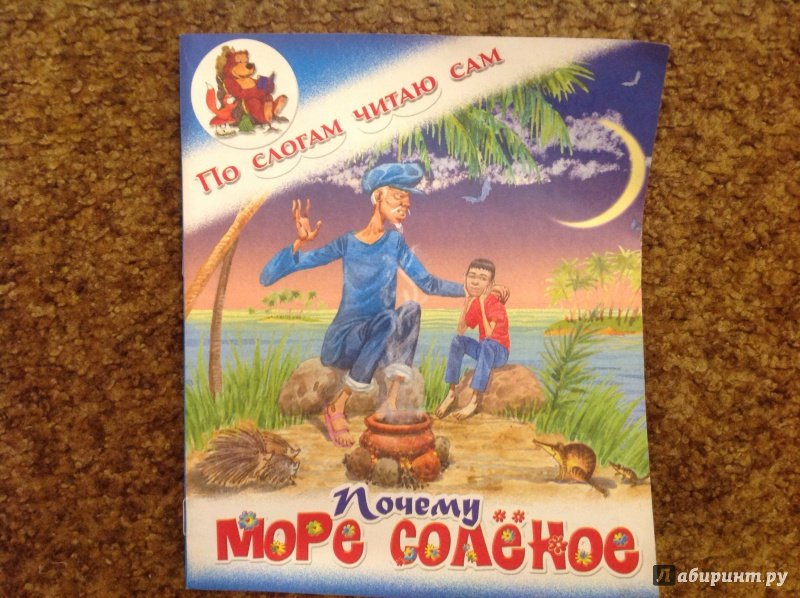 По слогам читаю сам
Почему
море солёное
Лабиринт.ру